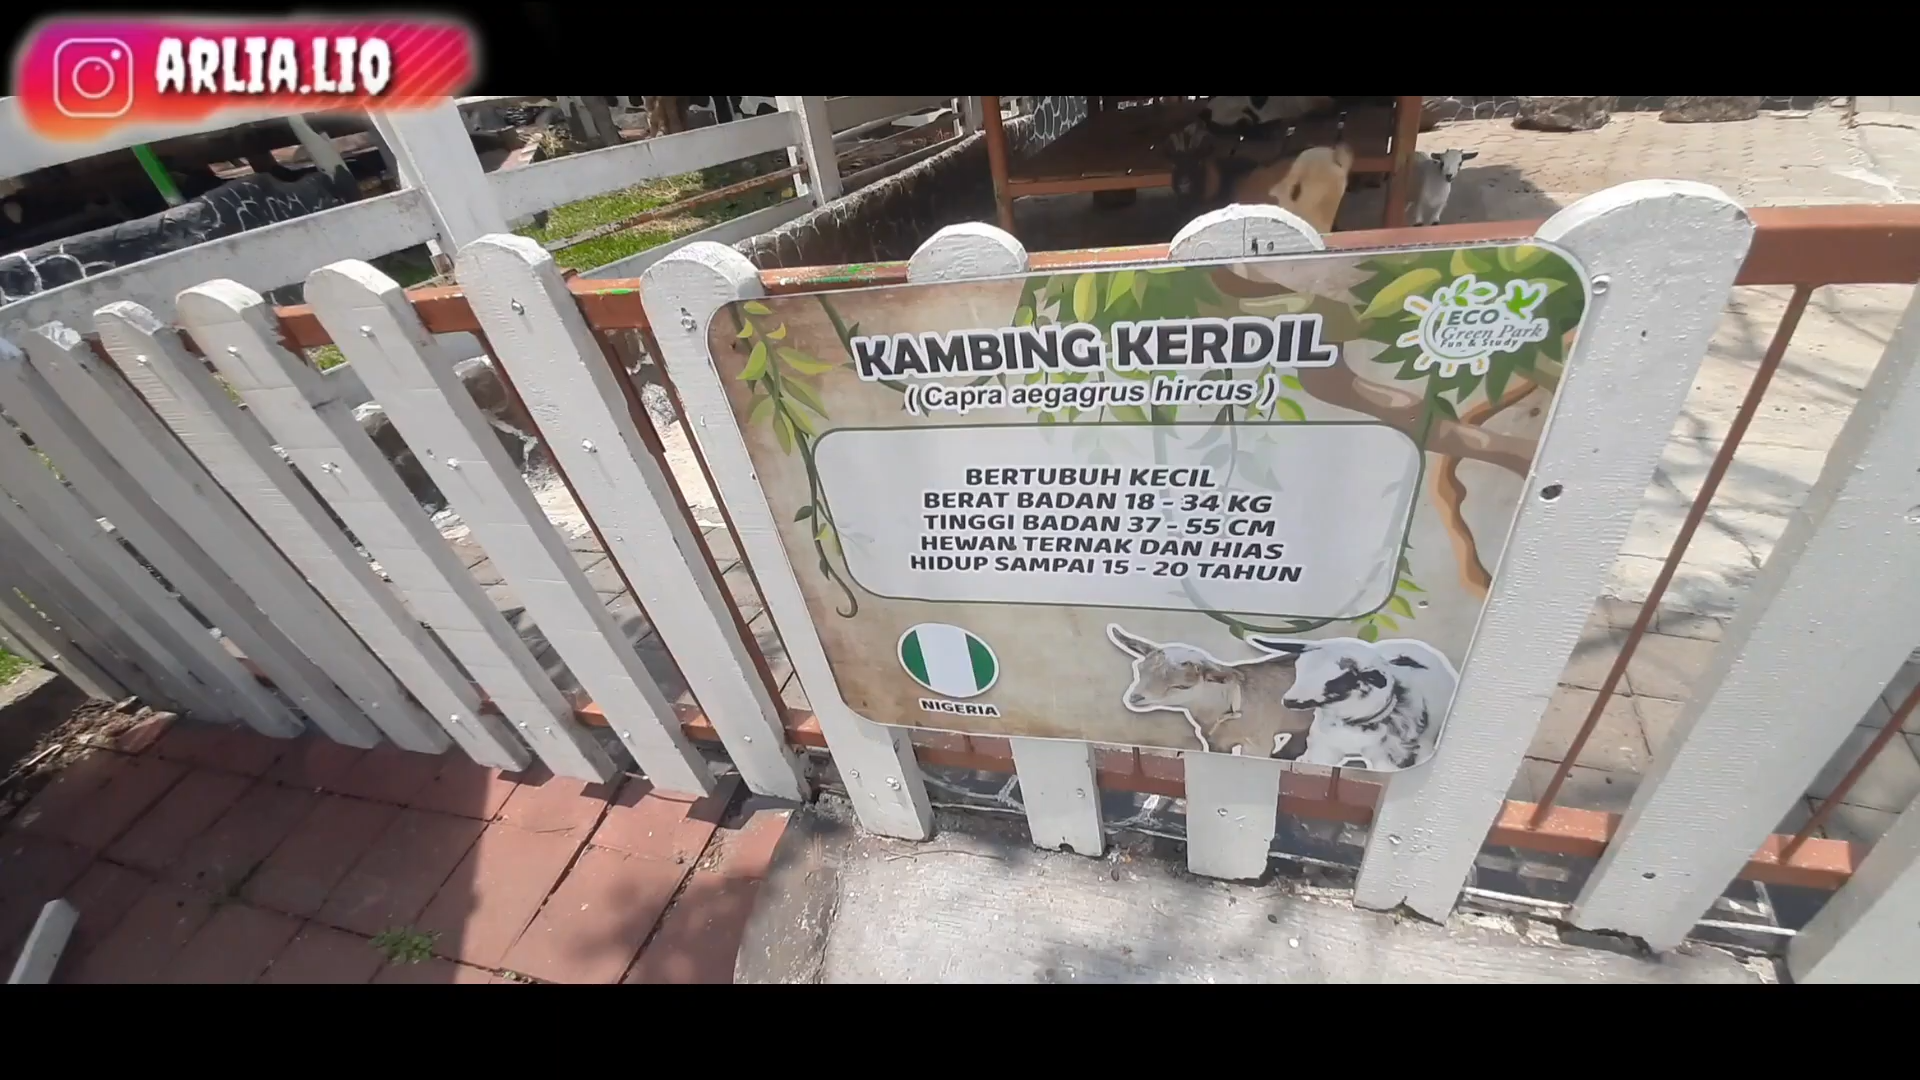 ARLIA.LIO
ECO
Green Park
Fun & Study
KAMBING KERDIL
(Capra aegagrus hircus)
BERTUBUH KECIL
BERAT BADAN 18 - 34 KG
TINGGI BADAN 37 - 55 CM
HEWAN TERNAK DAN HIAS
HIDUP SAMPAI 15 - 20 TAHUN
NIGERIA